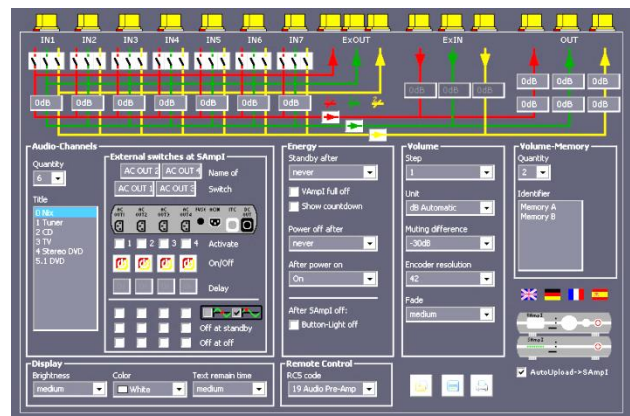 IN1 IN2 IN3 IN4 IN5 IN6 IN7 ExOUT ExIN OUT
0dB 0dB 0dB
0dB 0dB 0dB
0dB 0dB 0dB 0dB 0dB 0dB 0dB 0dB 0dB 0dB
Audio-Channels
Quantity
6
Title
0 Nix
1 Tuner
2 CD
3 TV
4 Stereo DVD
5.1 DVD
External switches at SAmpI
AC OUT 2 AC OUT 4 Name of
AC OUT 1 AC OUT 3 Switch
1 2 3 4 Activate
On/Off
Delay
Off at standby
Off at off
Energy
Standby after
never
VAmpI full off
Show countdown
Power off after
never
After power on
On
After SAmpI off:
Button-Light off
Volume
Step
1
Unit
dB Automatic
Muting difference
-30dB
Encoder resolution
42
Fade
medium
Volume-Memory
Quantity
2
Identifier
Memory A
Memory B
AutoUpload->SAmpI
Display
Brightness Color Text remain time
medium White medium
Remote Control
RC5 code
19 Audio Pre-Amp